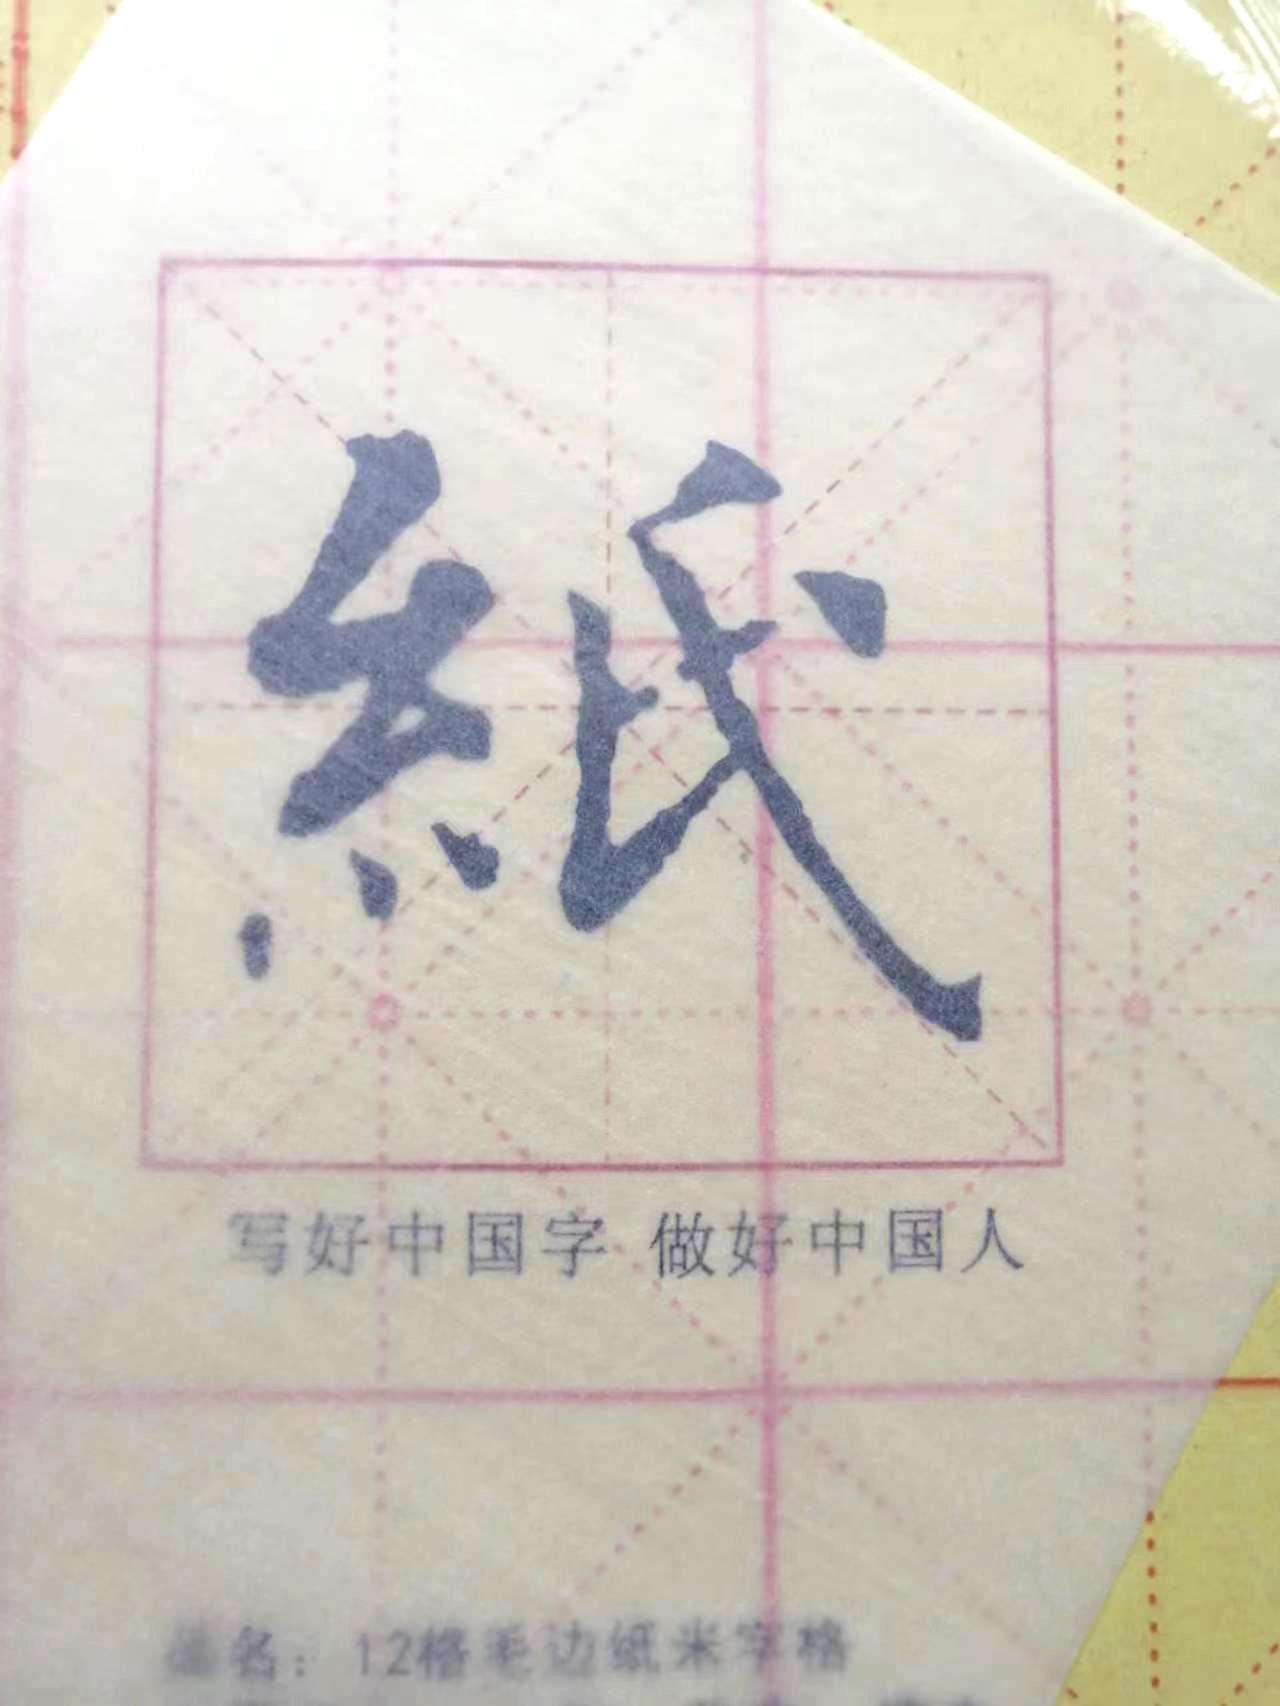 紙
写好中国字 做好中国人
名：12格毛边纸米字格